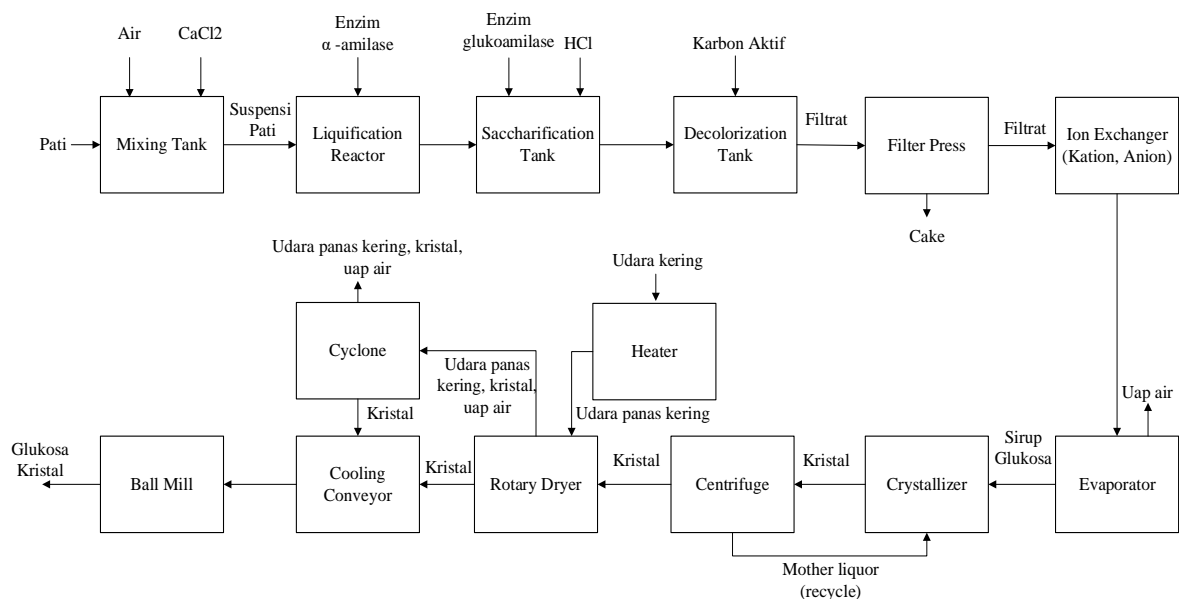 Air
CaCl2
Enzim
α -amilase
Enzim
glukoamilase
HCl
Karbon Aktif
Pati
Mixing Tank
Suspensi
Pati
Liquification
Reactor
Saccharification
Tank
Decolorization
Tank
Filtrat
Filter Press
Filtrat
Ion Exchanger
(Kation, Anion)
Cake
Udara panas kering, kristal,
uap air
Udara kering
Cyclone
Heater
Udara panas
kering, kristal,
uap air
Udara panas kering
Kristal
Uap air
Glukosa
Kristal
Ball Mill
Cooling
Conveyor
Kristal
Rotary Dryer
Kristal
Centrifuge
Kristal
Crystallizer
Sirup
Glukosa
Evaporator
Mother liquor
(recycle)